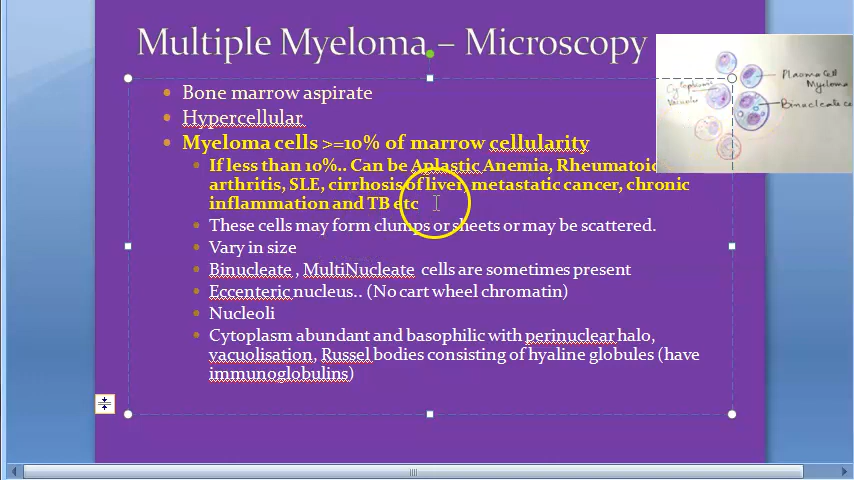 Multiple Myeloma – Microscopy
Bone marrow aspirate
Hypercellular
Myeloma cells >=10% of marrow cellularity
If less than 10%.. Can be Aplastic Anemia, Rheumatoid
arthritis, SLE, cirrhosis of liver, metastatic cancer, chronic
inflammation and TB etc
These cells may form clumps or sheets or may be scattered.
Vary in size
Binucleate , MultiNucleate cells are sometimes present
Eccenteric nucleus.. (No cart wheel chromatin)
Nucleoli
Cytoplasm abundant and basophilic with perinuclear halo,
vacuolisation, Russel bodies consisting of hyaline globules (have
immunoglobulins)
Cytoplasmic
Vacuoles
Plasma Cell
Myeloma
Binucleate ce